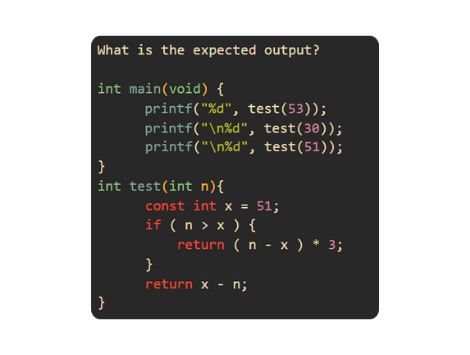 What is the expected output?
int main(void) {
printf("%d", test(53));
printf("\n%d", test(30));
printf("\n%d", test(51));
}
int test(int n){
const int x = 51;
if ( n > x ) {
return ( n - x ) * 3;
}
return x - n;
}